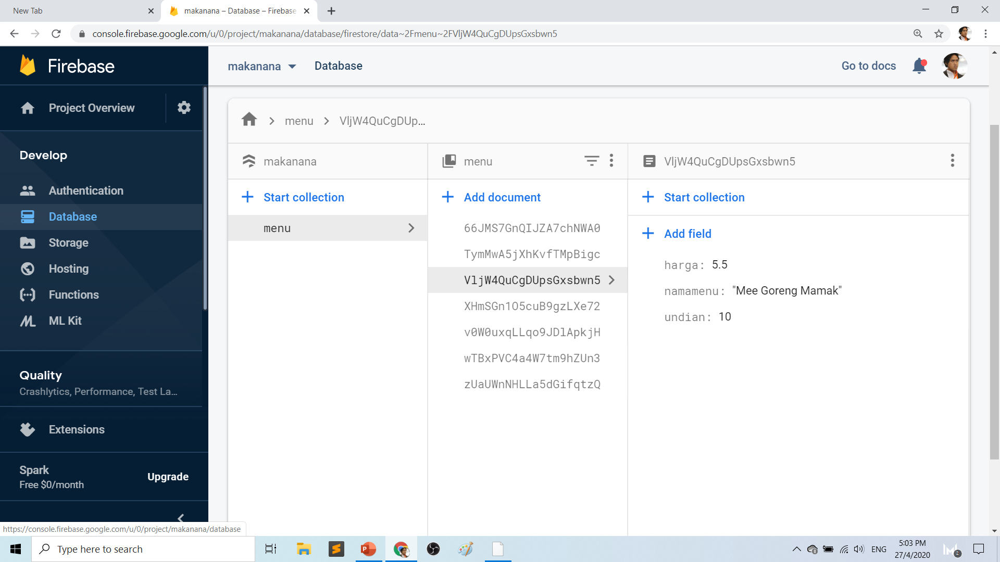 New Tab
makanana – Database – Firebase
console.firebase.google.com/u/0/project/makanana/database/firestore/data~2Fmenu~2FVljW4QuCgDUpsGxsbwn5
Firebase
makanana
Database
Go to docs
Project Overview
Develop
Authentication
Database
Storage
Hosting
Functions
ML Kit
Quality
Crashlytics, Performance, Test La...
Extensions
Spark
Free $0/month
Upgrade
menu
VljW4QuCgDUp...
makanana
Start collection
menu
menu
Add document
66JMS7GnQIJZA7chNWA0
TymMwA5jXhKvfTMpBigc
VljW4QuCgDUpsGxsbwn5
XHmSGn1O5cuB9gzLXe72
v0W0uxqLLqo9JDlApkjH
wTBxPVC4a4W7tm9hZUn3
zUaUWnNHLLa5dGifqtzQ
VljW4QuCgDUpsGxsbwn5
Start collection
Add field
harga: 5.5
namamenu: "Mee Goreng Mamak"
undian: 10
https://console.firebase.google.com/u/0/project/makanana/database
Type here to search
ENG
5:03 PM
27/4/2020
2